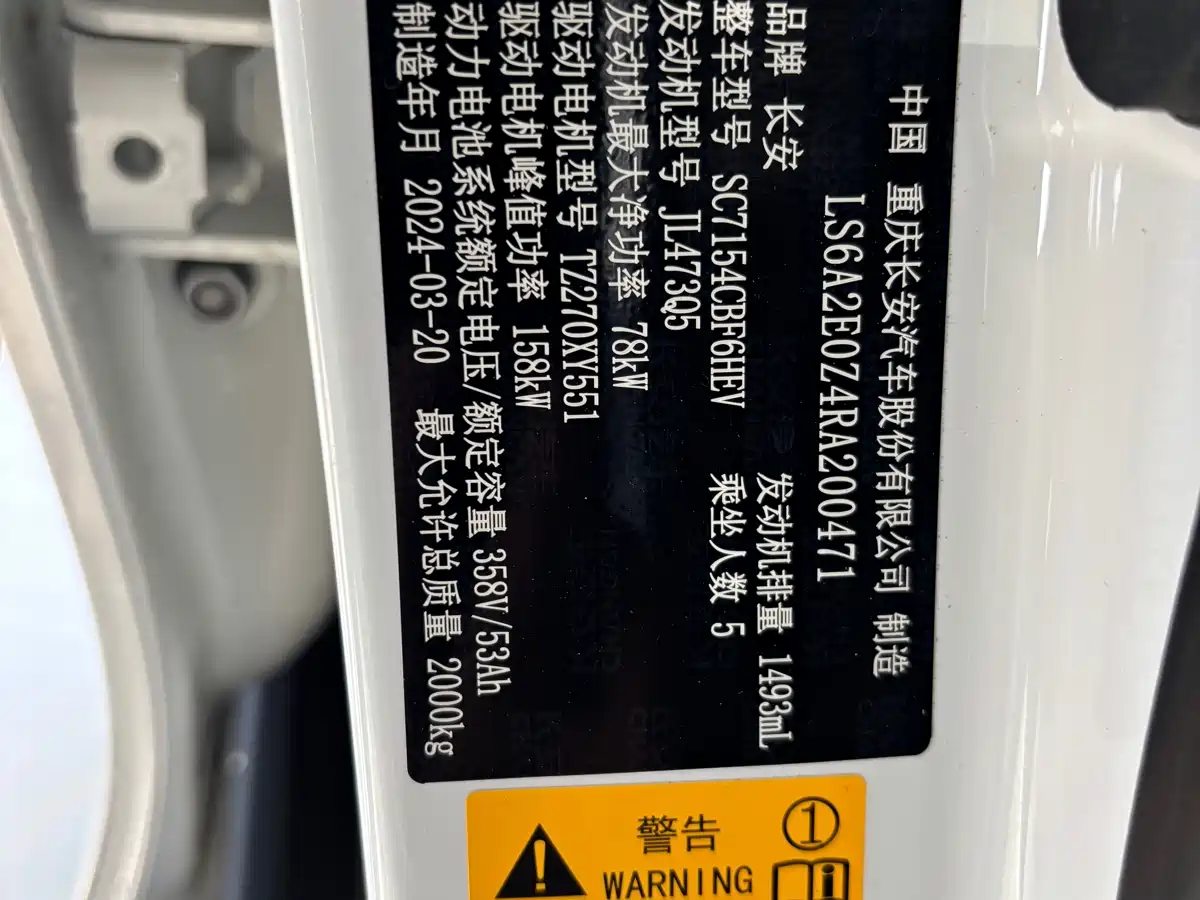 中国 重庆长安汽车股份有限公司 制造
LS6A2E0Z4RA200471
品牌 长安 发动机排量 1493mL
整车型号 SC7154CBF6HEV 乘坐人数 5
发动机型号 JL473Q5
发动机最大净功率 78kW
驱动电机型号 TZ270XY551
驱动电机峰值功率 158kW
动力电池系统额定电压/额定容量 358V/53Ah
制造年月 2024-03-20 最大允许总质量 2000kg
警告 ①
WARNING